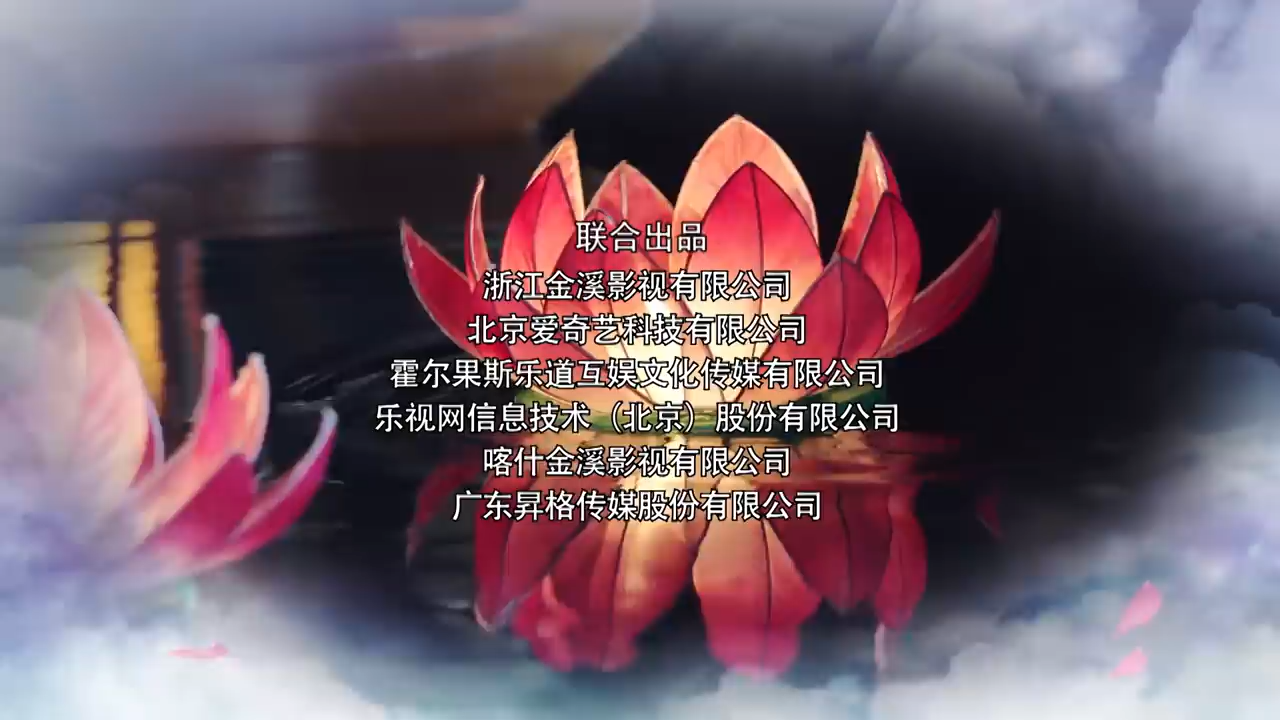 联合出品
浙江金溪影视有限公司
北京爱奇艺科技有限公司
霍尔果斯乐道互娱文化传媒有限公司
乐视网信息技术（北京）股份有限公司
喀什金溪影视有限公司
广东昇格传媒股份有限公司